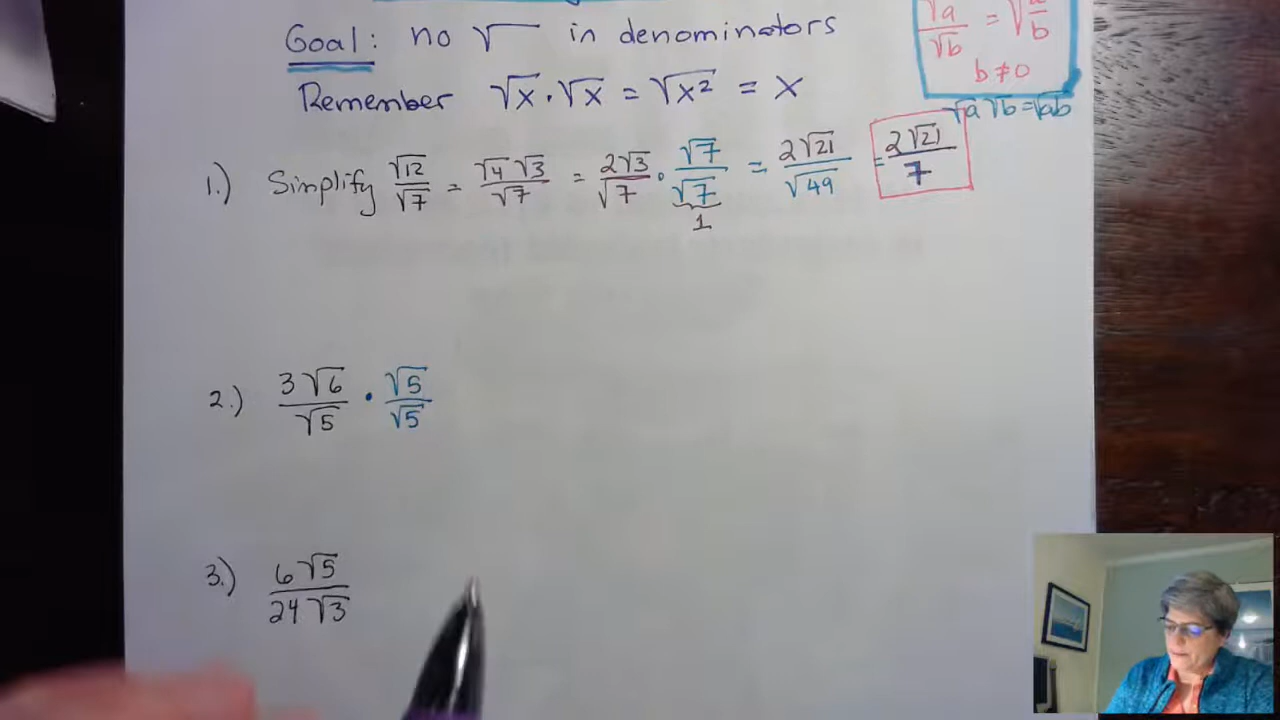 Goal: no √ in denominators
√a/√b = √a/b
b ≠ 0
Remember √x · √x = √x² = x
√a √b = √ab
1.) Simplify √12/√7 = √4 √3/√7 = 2√3/√7 · √7/√7 = 2√21/√49 = 2√21/7
1
2.) 3√6/√5 · √5/√5
3.) 6√5/24√3